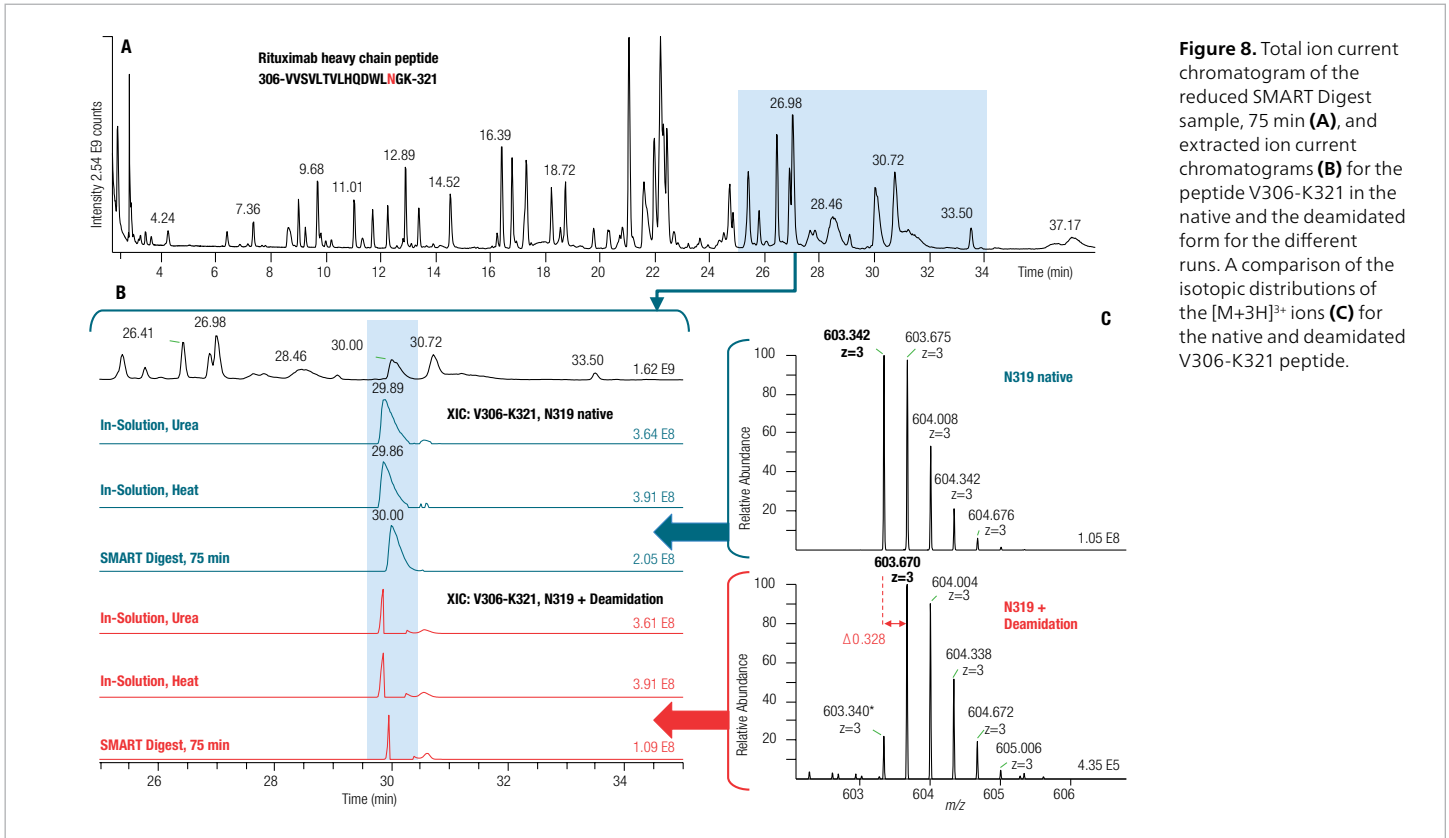 A
Rituximab heavy chain peptide
306-VVSVLTVLHQDWLNGK-321
Intensity 2.54 E9 counts
4.24
7.36
9.68
11.01
12.89
14.52
16.39
18.72
26.98
28.46
30.72
33.50
37.17
4 6 8 10 12 14 16 18 20 22 24 26 28 30 32 34 Time (min)
B
26.41
26.98
28.46
30.00
30.72
33.50
1.62 E9
29.89
XIC: V306-K321, N319 native
In-Solution, Urea
3.64 E8
29.86
In-Solution, Heat
3.91 E8
30.00
SMART Digest, 75 min
2.05 E8
XIC: V306-K321, N319 + Deamidation
In-Solution, Urea
3.61 E8
In-Solution, Heat
3.91 E8
SMART Digest, 75 min
1.09 E8
26 28 30 32 34
Time (min)
C
603.342
z=3
603.675
z=3
N319 native
604.008
z=3
604.342
z=3
604.676
z=3
1.05 E8
100
80
60
40
20
Relative Abundance
603.670
z=3
604.004
z=3
N319 +
Deamidation
Δ0.328
604.338
z=3
603.340*
z=3
604.672
z=3
605.006
z=3
4.35 E5
100
80
60
40
20
Relative Abundance
603 604 605 606
m/z
Figure 8. Total ion current
chromatogram of the
reduced SMART Digest
sample, 75 min (A), and
extracted ion current
chromatograms (B) for the
peptide V306-K321 in the
native and the deamidated
form for the different
runs. A comparison of the
isotopic distributions of
the [M+3H]³⁺ ions (C) for
the native and deamidated
V306-K321 peptide.